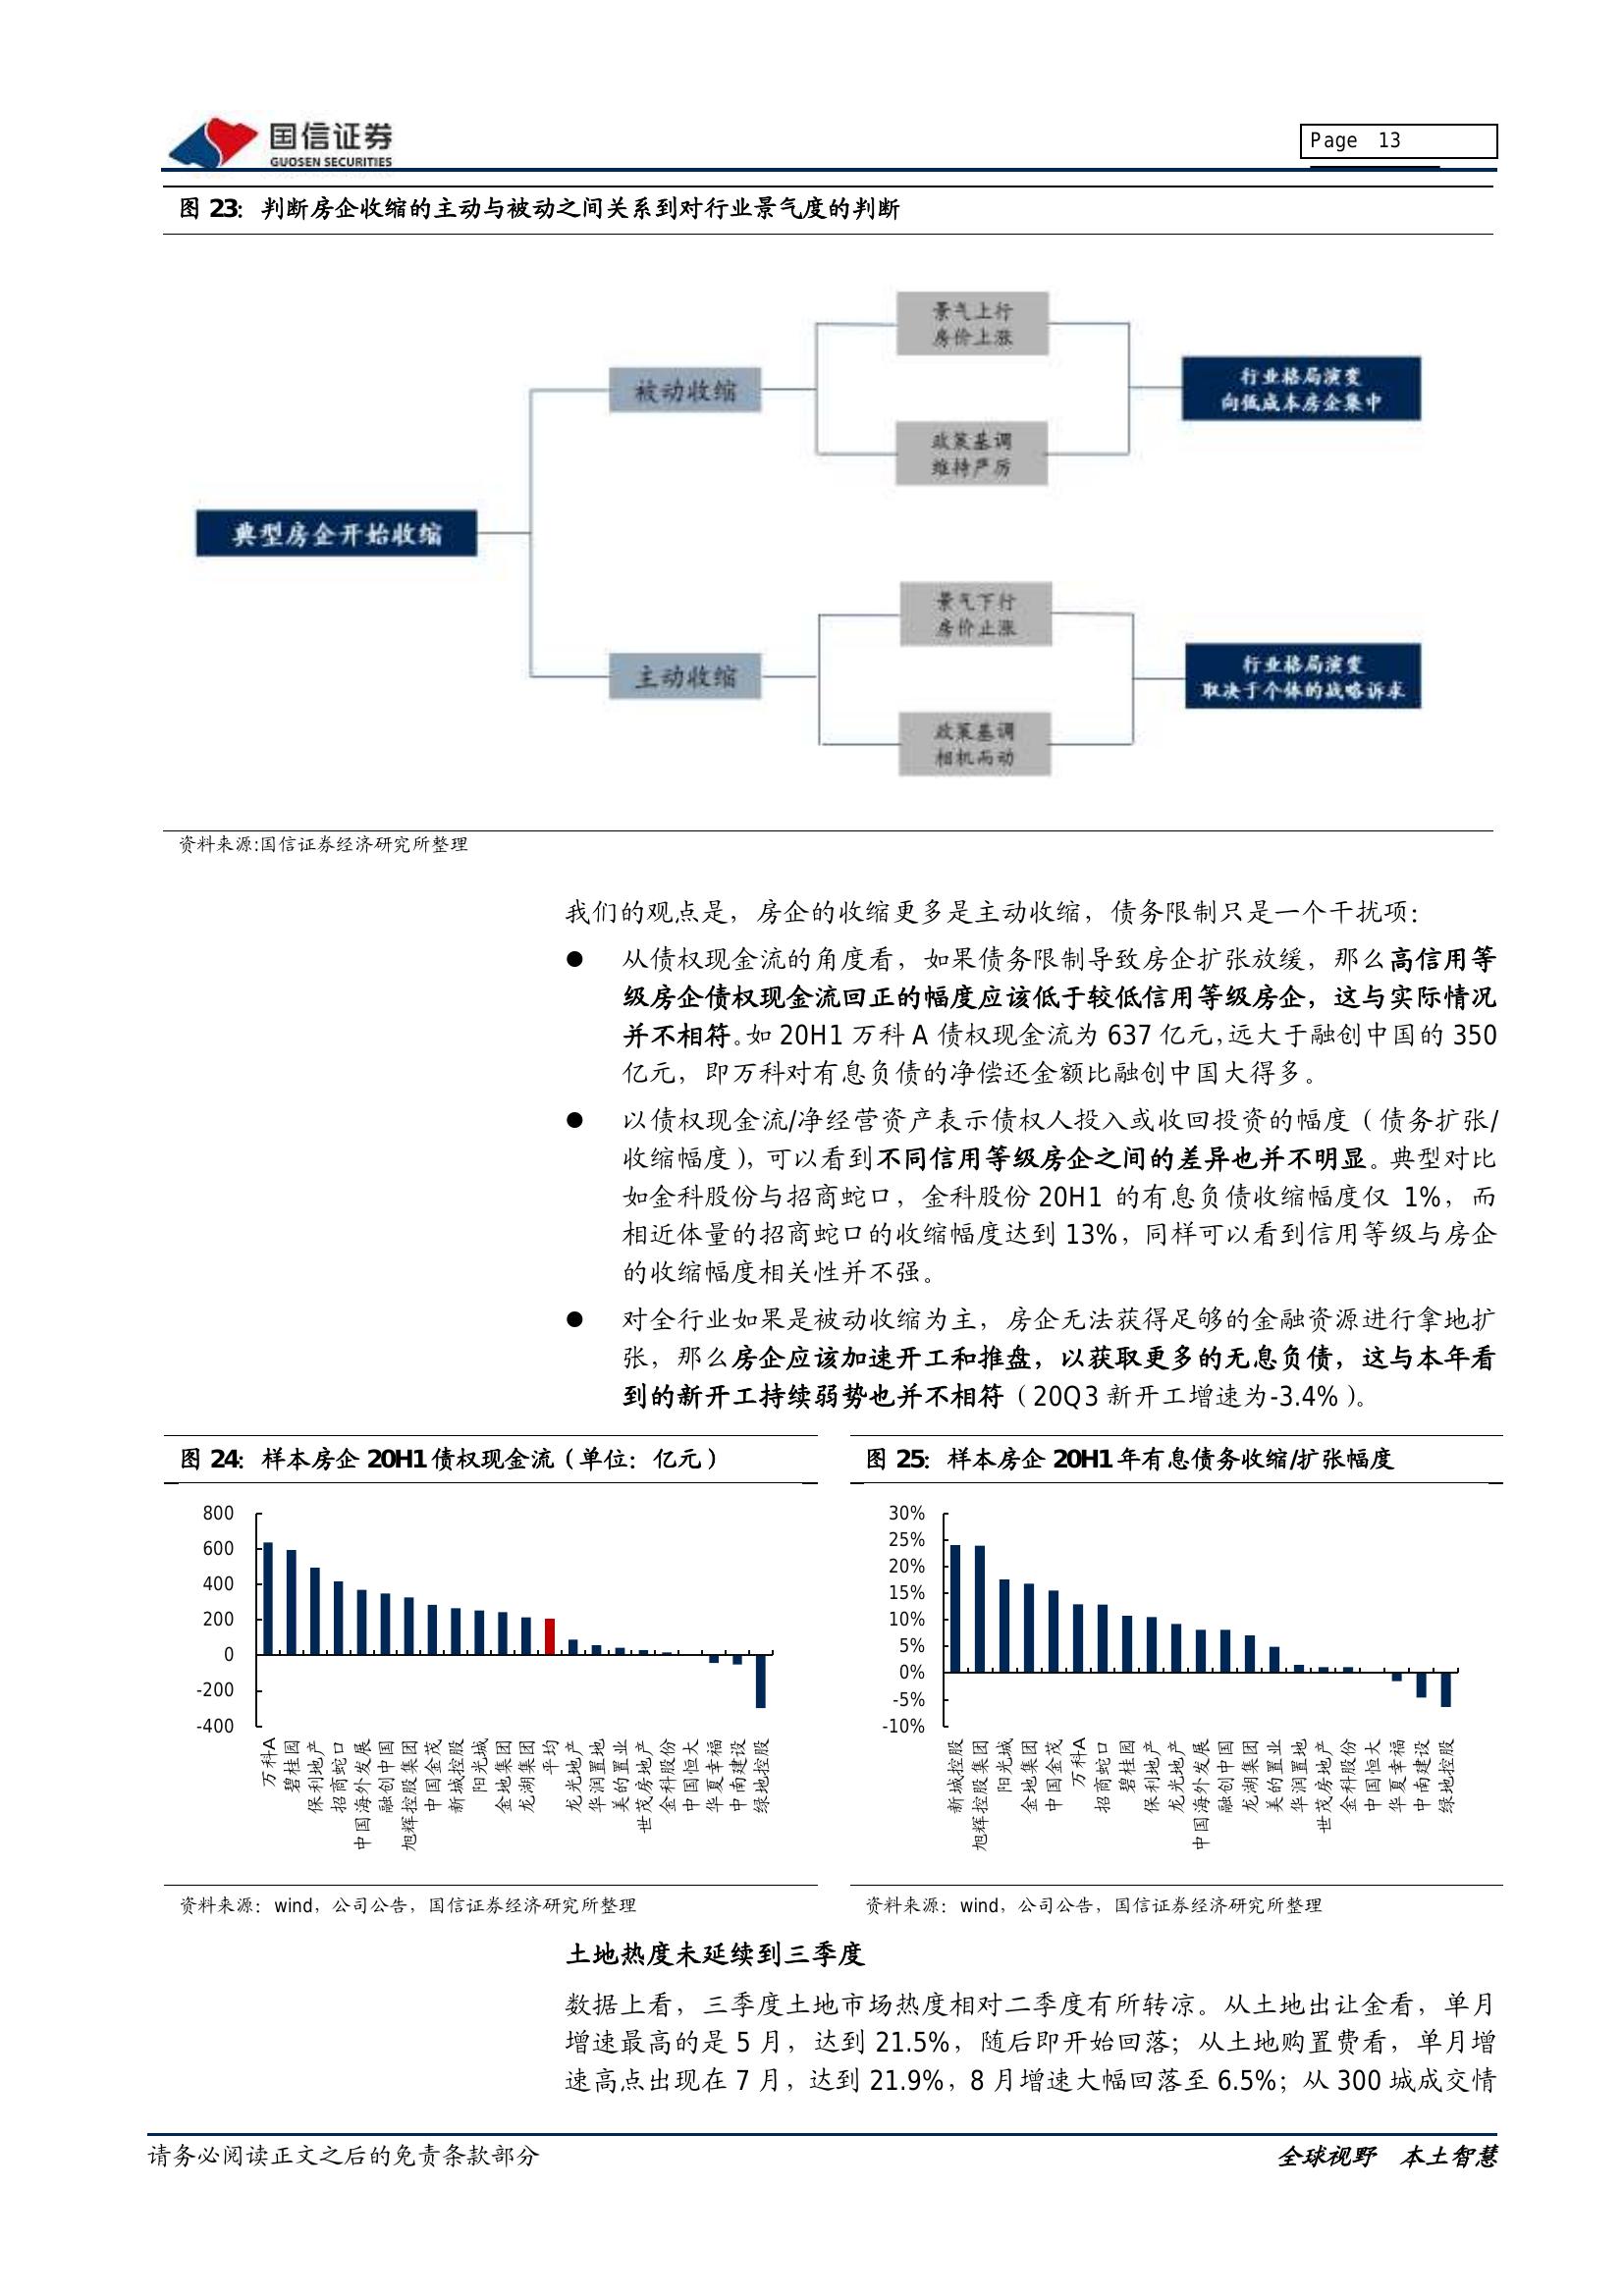 国信证券
GUOSEN SECURITIES
Page 13
图 23：判断房企收缩的主动与被动之间关系到对行业景气度的判断
景气上行
房价上涨
被动收缩
行业格局演变
向低成本房企集中
政策基调
维持严厉
典型房企开始收缩
景气下行
房价止涨
主动收缩
行业格局演变
取决于个体的战略诉求
政策基调
相机而动
资料来源:国信证券经济研究所整理
我们的观点是，房企的收缩更多是主动收缩，债务限制只是一个干扰项：
● 从债权现金流的角度看，如果债务限制导致房企扩张放缓，那么高信用等
级房企债权现金流回正的幅度应该低于较低信用等级房企，这与实际情况
并不相符。如 20H1 万科 A 债权现金流为 637 亿元，远大于融创中国的 350
亿元，即万科对有息负债的净偿还金额比融创中国大得多。
● 以债权现金流/净经营资产表示债权人投入或收回投资的幅度（债务扩张/
收缩幅度），可以看到不同信用等级房企之间的差异也并不明显。典型对比
如金科股份与招商蛇口，金科股份 20H1 的有息负债收缩幅度仅 1%，而
相近体量的招商蛇口的收缩幅度达到 13%，同样可以看到信用等级与房企
的收缩幅度相关性并不强。
● 对全行业如果是被动收缩为主，房企无法获得足够的金融资源进行拿地扩
张，那么房企应该加速开工和推盘，以获取更多的无息负债，这与本年看
到的新开工持续弱势也并不相符（20Q3 新开工增速为-3.4%）。
图 24：样本房企 20H1 债权现金流（单位：亿元）
800
600
400
200
0
-200
-400
万科A
碧桂园
保利地产
招商蛇口
中国海外发展
融创中国
旭辉控股集团
中国金茂
新城控股
阳光城
金地集团
龙湖集团
平均
龙光地产
华润置地
美的置业
世茂房地产
金科股份
中国恒大
华夏幸福
中南建设
绿地控股
资料来源：wind，公司公告，国信证券经济研究所整理
图 25：样本房企 20H1 年有息债务收缩/扩张幅度
30%
25%
20%
15%
10%
5%
0%
-5%
-10%
新城控股
旭辉控股集团
阳光城
金地集团
中国金茂
万科A
招商蛇口
碧桂园
保利地产
龙光地产
中国海外发展
融创中国
龙湖集团
美的置业
华润置地
世茂房地产
金科股份
中国恒大
华夏幸福
中南建设
绿地控股
资料来源：wind，公司公告，国信证券经济研究所整理
土地热度未延续到三季度
数据上看，三季度土地市场热度相对二季度有所转凉。从土地出让金看，单月
增速最高的是 5 月，达到 21.5%，随后即开始回落；从土地购置费看，单月增
速高点出现在 7 月，达到 21.9%，8 月增速大幅回落至 6.5%；从 300 城成交情
请务必阅读正文之后的免责条款部分
全球视野 本土智慧